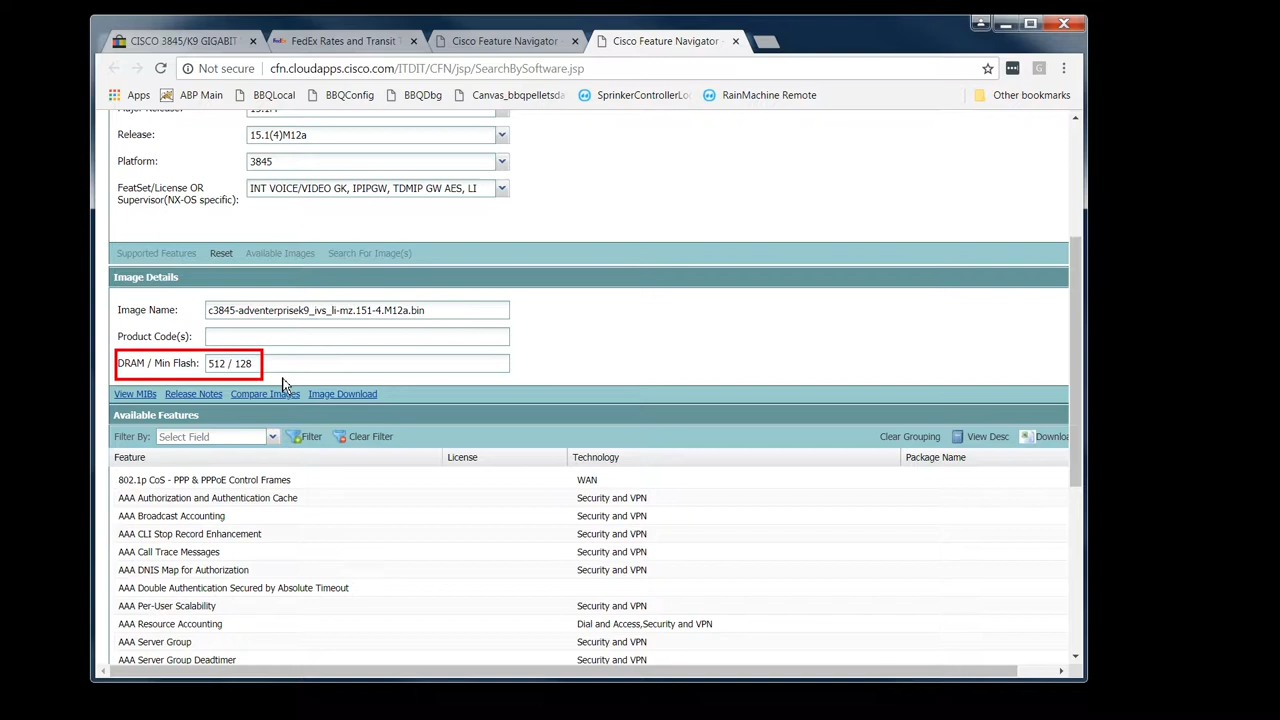 CISCO 3845/K9 GIGABIT
FedEx Rates and Transit T
Cisco Feature Navigator
Cisco Feature Navigator
Not secure
cfn.cloudapps.cisco.com/ITDIT/CFN/jsp/SearchBySoftware.jsp
G
Apps
ABP Main
BBQLocal
BBQConfig
BBQDbg
Canvas_bbqpellets.da
SprinkerControllerLo
RainMachine Remote
Other bookmarks
Major Release:
Release:
15.1(4)M12a
Platform:
3845
FeatSet/License OR
Supervisor(NX-OS specific):
INT VOICE/VIDEO GK, IPIPGW, TDMIP GW AES, LI
Supported Features
Reset
Available Images
Search For Image(s)
Image Details
Image Name:
c3845-adventerprisek9_ivs_li-mz.151-4.M12a.bin
Product Code(s):
DRAM / Min Flash:
512 / 128
View MIBs
Release Notes
Compare Images
Image Download
Available Features
Filter By:
Select Field
Filter
Clear Filter
Clear Grouping
View Desc
Downloa
Feature
License
Technology
Package Name
802.1p CoS - PPP & PPPoE Control Frames
WAN
AAA Authorization and Authentication Cache
Security and VPN
AAA Broadcast Accounting
Security and VPN
AAA CLI Stop Record Enhancement
Security and VPN
AAA Call Trace Messages
Security and VPN
AAA DNIS Map for Authorization
Security and VPN
AAA Double Authentication Secured by Absolute Timeout
AAA Per-User Scalability
Security and VPN
AAA Resource Accounting
Dial and Access,Security and VPN
AAA Server Group
Security and VPN
AAA Server Group Deadtimer
Security and VPN